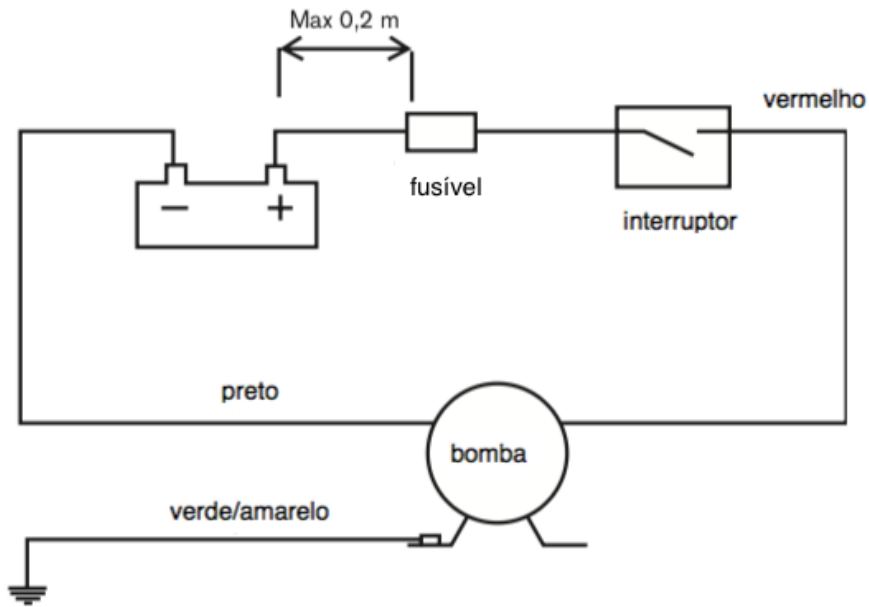 Max 0,2 m
vermelho
fusível
interruptor
− +
preto
bomba
verde/amarelo